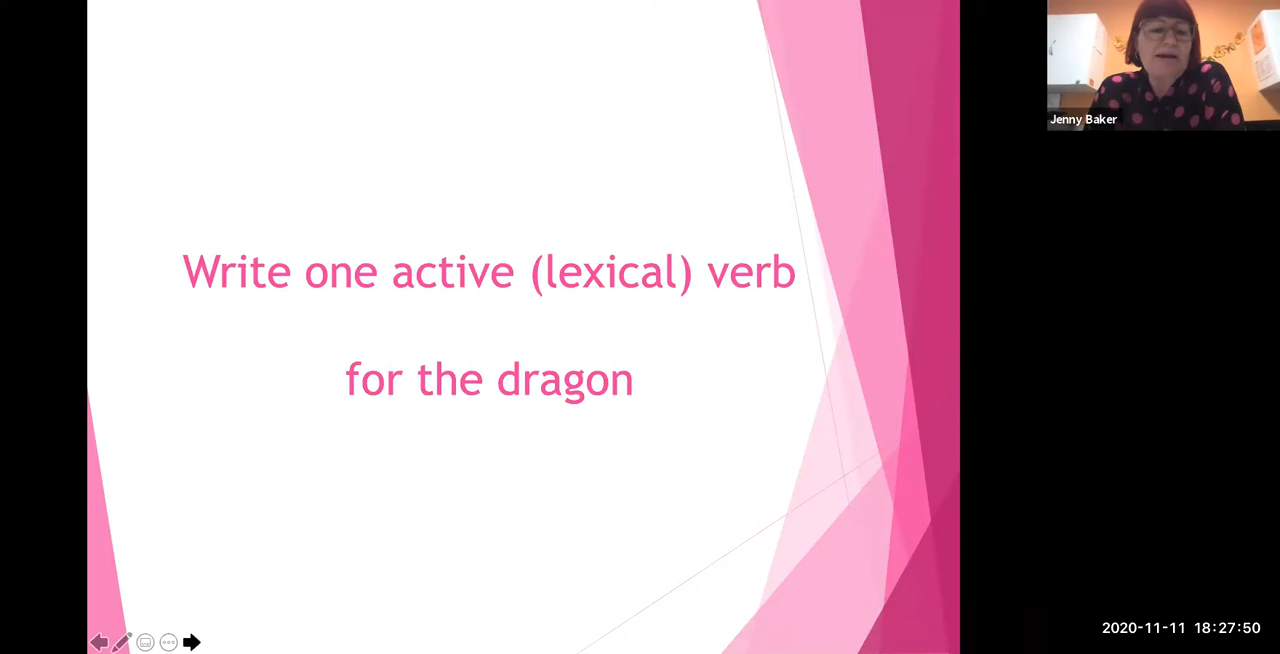 Write one active (lexical) verb
for the dragon
Jenny Baker
2020-11-11 18:27:50